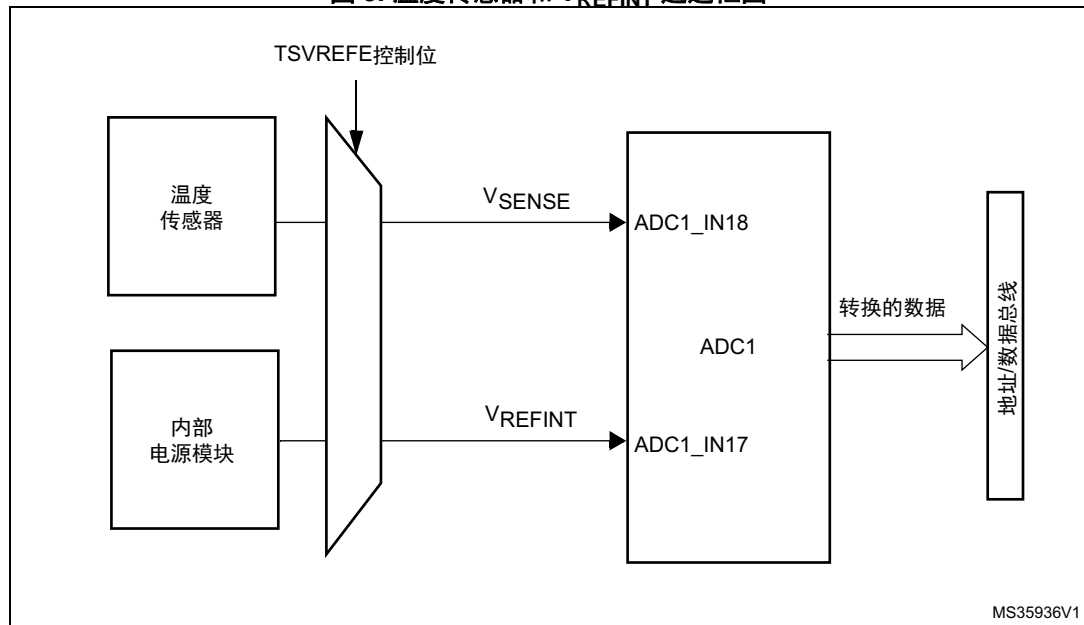 TSVREFE控制位
温度
传感器
VSENSE
ADC1_IN18
转换的数据
ADC1
地址/数据总线
内部
电源模块
VREFINT
ADC1_IN17
MS35936V1